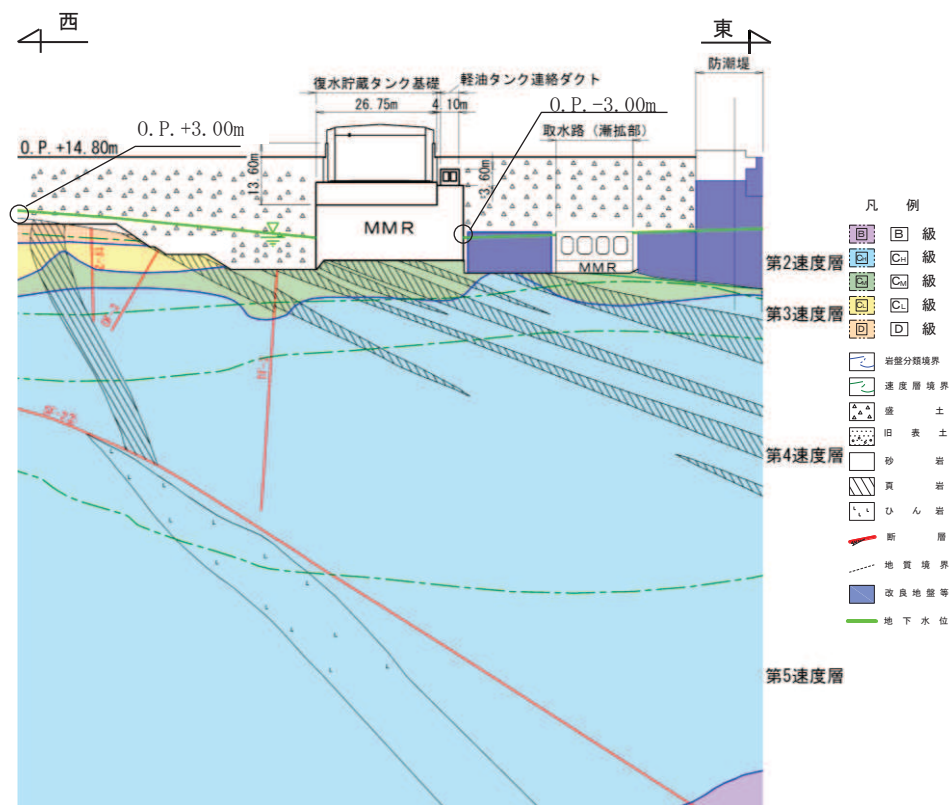 西
東
防潮堤
復水貯蔵タンク基礎
軽油タンク連絡ダクト
26.75m
4.10m
O.P.-3.00m
O.P.+3.00m
取水路（漸拡部）
O.P.+14.80m
13.60m
3.60m
MMR
MMR
第2速度層
第3速度層
第4速度層
第5速度層
SF-22
凡 例
B B 級
CH CH 級
CM CM 級
CL CL 級
D D 級
岩盤分類境界
速度層境界
盛 土
旧 表 土
砂 岩
頁 岩
ひ ん 岩
断 層
地 質 境 界
改 良 地 盤 等
地 下 水 位